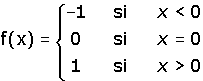 -1 si x < 0
f(x) = { 0 si x = 0
1 si x > 0